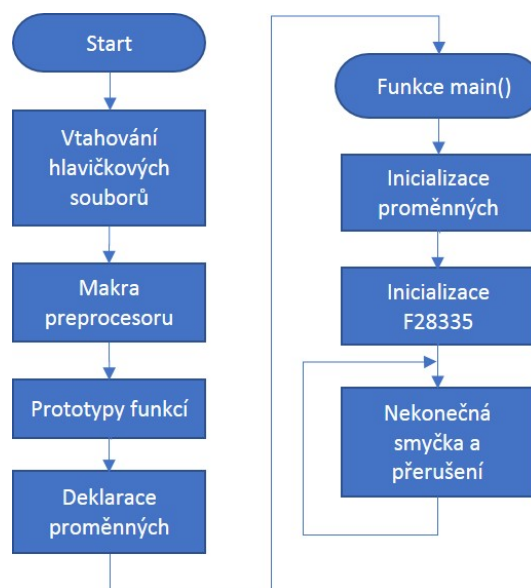 Start
Vtahování
hlavičkových
souborů
Makra
preprocesoru
Prototypy funkcí
Deklarace
proměnných
Funkce main()
Inicializace
proměnných
Inicializace
F28335
Nekonečná
smyčka a
přerušení